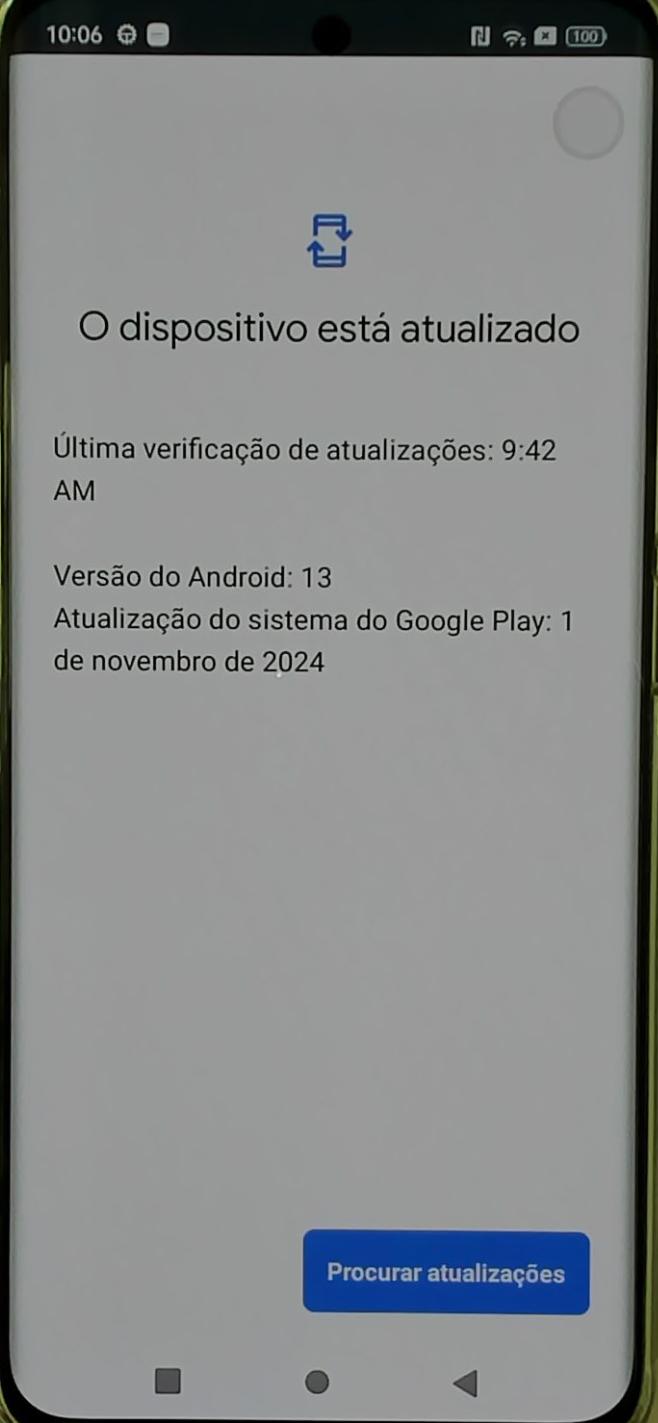 10:06
100
O dispositivo está atualizado
Última verificação de atualizações: 9:42
AM
Versão do Android: 13
Atualização do sistema do Google Play: 1
de novembro de 2024
Procurar atualizações